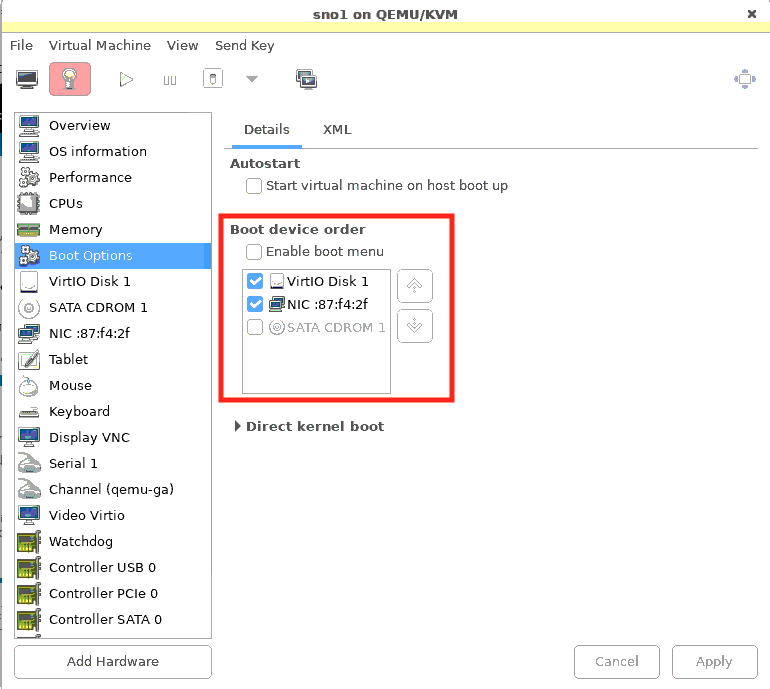 sno1 on QEMU/KVM
File Virtual Machine View Send Key
Overview
OS information
Performance
CPUs
Memory
Boot Options
VirtIO Disk 1
SATA CDROM 1
NIC :87:f4:2f
Tablet
Mouse
Keyboard
Display VNC
Serial 1
Channel (qemu-ga)
Video Virtio
Watchdog
Controller USB 0
Controller PCIe 0
Controller SATA 0
Add Hardware
Details XML
Autostart
Start virtual machine on host boot up
Boot device order
Enable boot menu
VirtIO Disk 1
NIC :87:f4:2f
SATA CDROM 1
Direct kernel boot
Cancel Apply